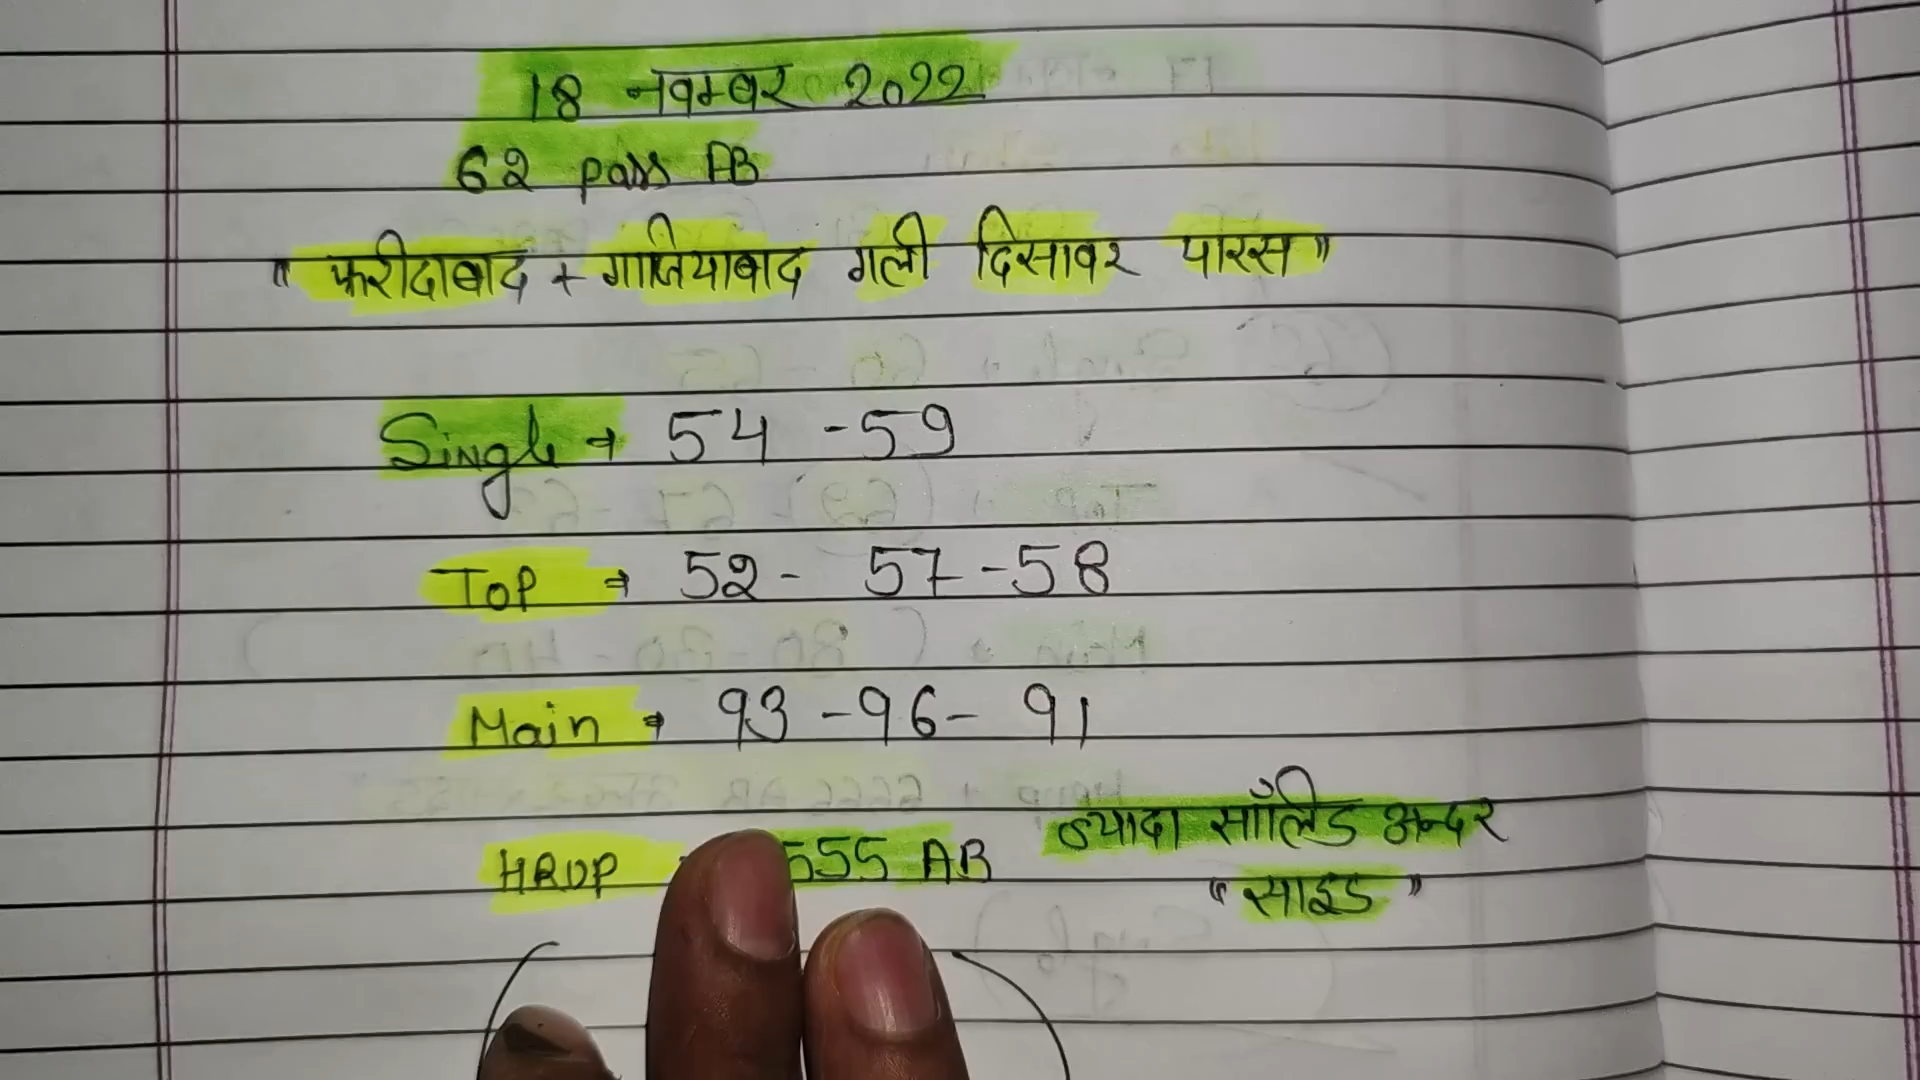 18 नवम्बर 2022
62 pass AB
" फरीदाबाद + गाजियाबाद गली दिसावर पारस "
Single → 54 - 59
TOP → 52 - 57 - 58
Main → 93 - 96 - 91
HRUP 555 AB ज्यादा सॉलिड अन्दर
" साइड "